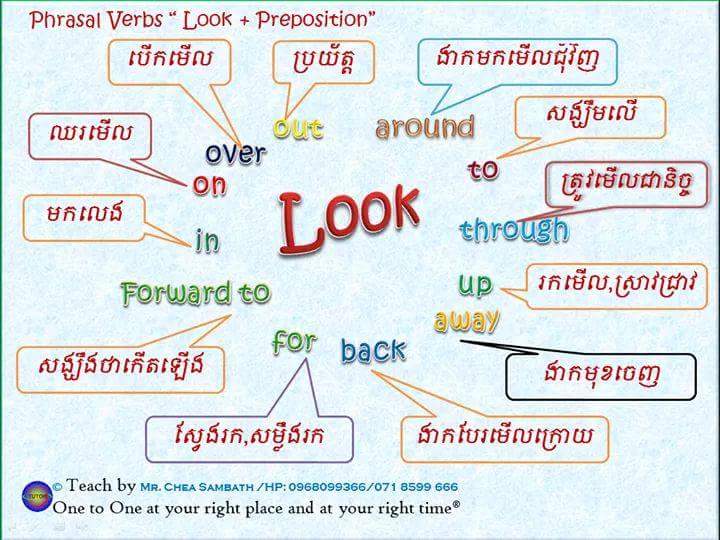 Phrasal Verbs “ Look + Preposition”
បើកមើល
ប្រយ័ត្ន
ងាកមកមើលជុំវិញ
ឈរមើល
សង្ឃឹមលើ
out
around
over
to
on
ត្រូវមើលជានិច្ច
មកលេង
Look
in
through
Forward to
up
រកមើល,ស្រាវជ្រាវ
away
for
back
សង្ឃឹងថាកើតឡើង
ងាកមុខចេញ
ស្វែងរក,សម្លឹងរក
ងាកបែរមើលក្រោយ
TUTOR
© Teach by Mr. Chea Sambath /HP: 0968099366/071 8599 666
One to One at your right place and at your right time®